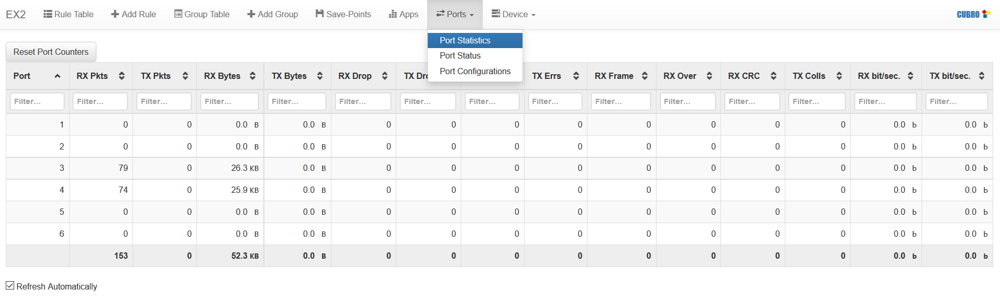 EX2 Rule Table Add Rule Group Table Add Group Save-Points Apps Ports Device CUBRO
Port Statistics
Port Status
Port Configurations
Reset Port Counters
Port RX Pkts TX Pkts RX Bytes TX Bytes RX Drop TX Dro TX Errs RX Frame RX Over RX CRC TX Colls RX bit/sec. TX bit/sec.
Filter... Filter... Filter... Filter... Filter... Filter... Filter... Filter... Filter... Filter... Filter... Filter... Filter... Filter... Filter...
1 0 0 0.0 B 0.0 B 0 0 0 0 0 0 0 0 0.0 b 0.0 b
2 0 0 0.0 B 0.0 B 0 0 0 0 0 0 0 0 0.0 b 0.0 b
3 79 0 26.3 KB 0.0 B 0 0 0 0 0 0 0 0 0.0 b 0.0 b
4 74 0 25.9 KB 0.0 B 0 0 0 0 0 0 0 0 0.0 b 0.0 b
5 0 0 0.0 B 0.0 B 0 0 0 0 0 0 0 0 0.0 b 0.0 b
6 0 0 0.0 B 0.0 B 0 0 0 0 0 0 0 0 0.0 b 0.0 b
153 0 52.3 KB 0.0 B 0 0 0 0 0 0 0 0 0.0 b 0.0 b
Refresh Automatically